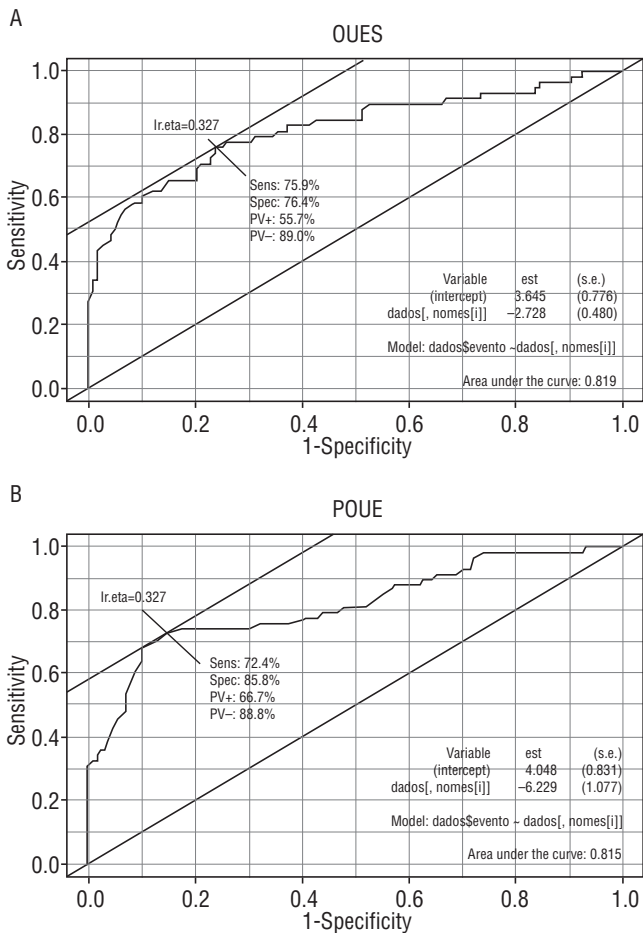 A
OUES
Sensitivity
1.0
0.8
0.6
0.4
0.2
0.0
Ir.eta=0.327
Sens: 75.9%
Spec: 76.4%
PV+: 55.7%
PV–: 89.0%
Variable est (s.e.)
(intercept) 3.645 (0.776)
dados[, nomes[i]] –2.728 (0.480)
Model: dados$evento ~dados[, nomes[i]]
Area under the curve: 0.819
0.0 0.2 0.4 0.6 0.8 1.0
1-Specificity
B
POUE
Sensitivity
1.0
0.8
0.6
0.4
0.2
0.0
Ir.eta=0.327
Sens: 72.4%
Spec: 85.8%
PV+: 66.7%
PV–: 88.8%
Variable est (s.e.)
(intercept) 4.048 (0.831)
dados[, nomes[i]] –6.229 (1.077)
Model: dados$evento ~ dados[, nomes[i]]
Area under the curve: 0.815
0.0 0.2 0.4 0.6 0.8 1.0
1-Specificity